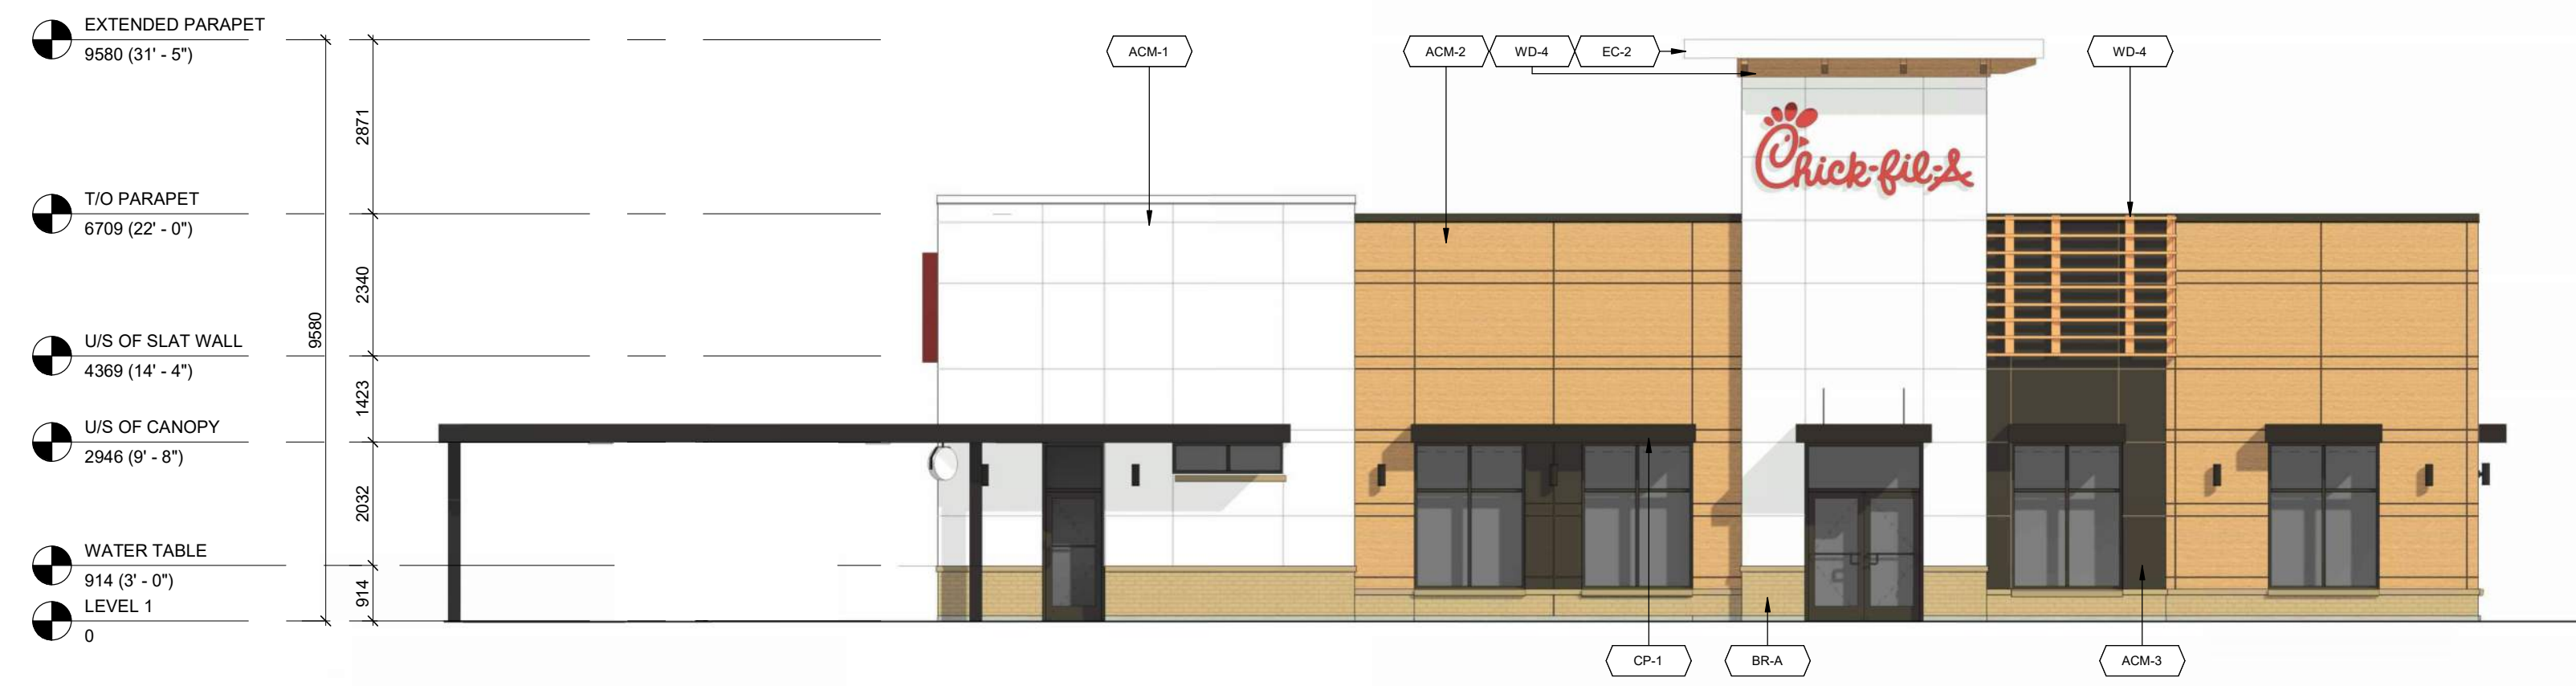 EXTENDED PARAPET
9580 (31' - 5")
T/O PARAPET
6709 (22' - 0")
U/S OF SLAT WALL
4369 (14' - 4")
U/S OF CANOPY
2946 (9' - 8")
WATER TABLE
914 (3' - 0")
LEVEL 1
0
9580
2871
2340
1423
2032
914
ACM-1
ACM-2
WD-4
EC-2
WD-4
Chick-fil-A
CP-1
BR-A
ACM-3